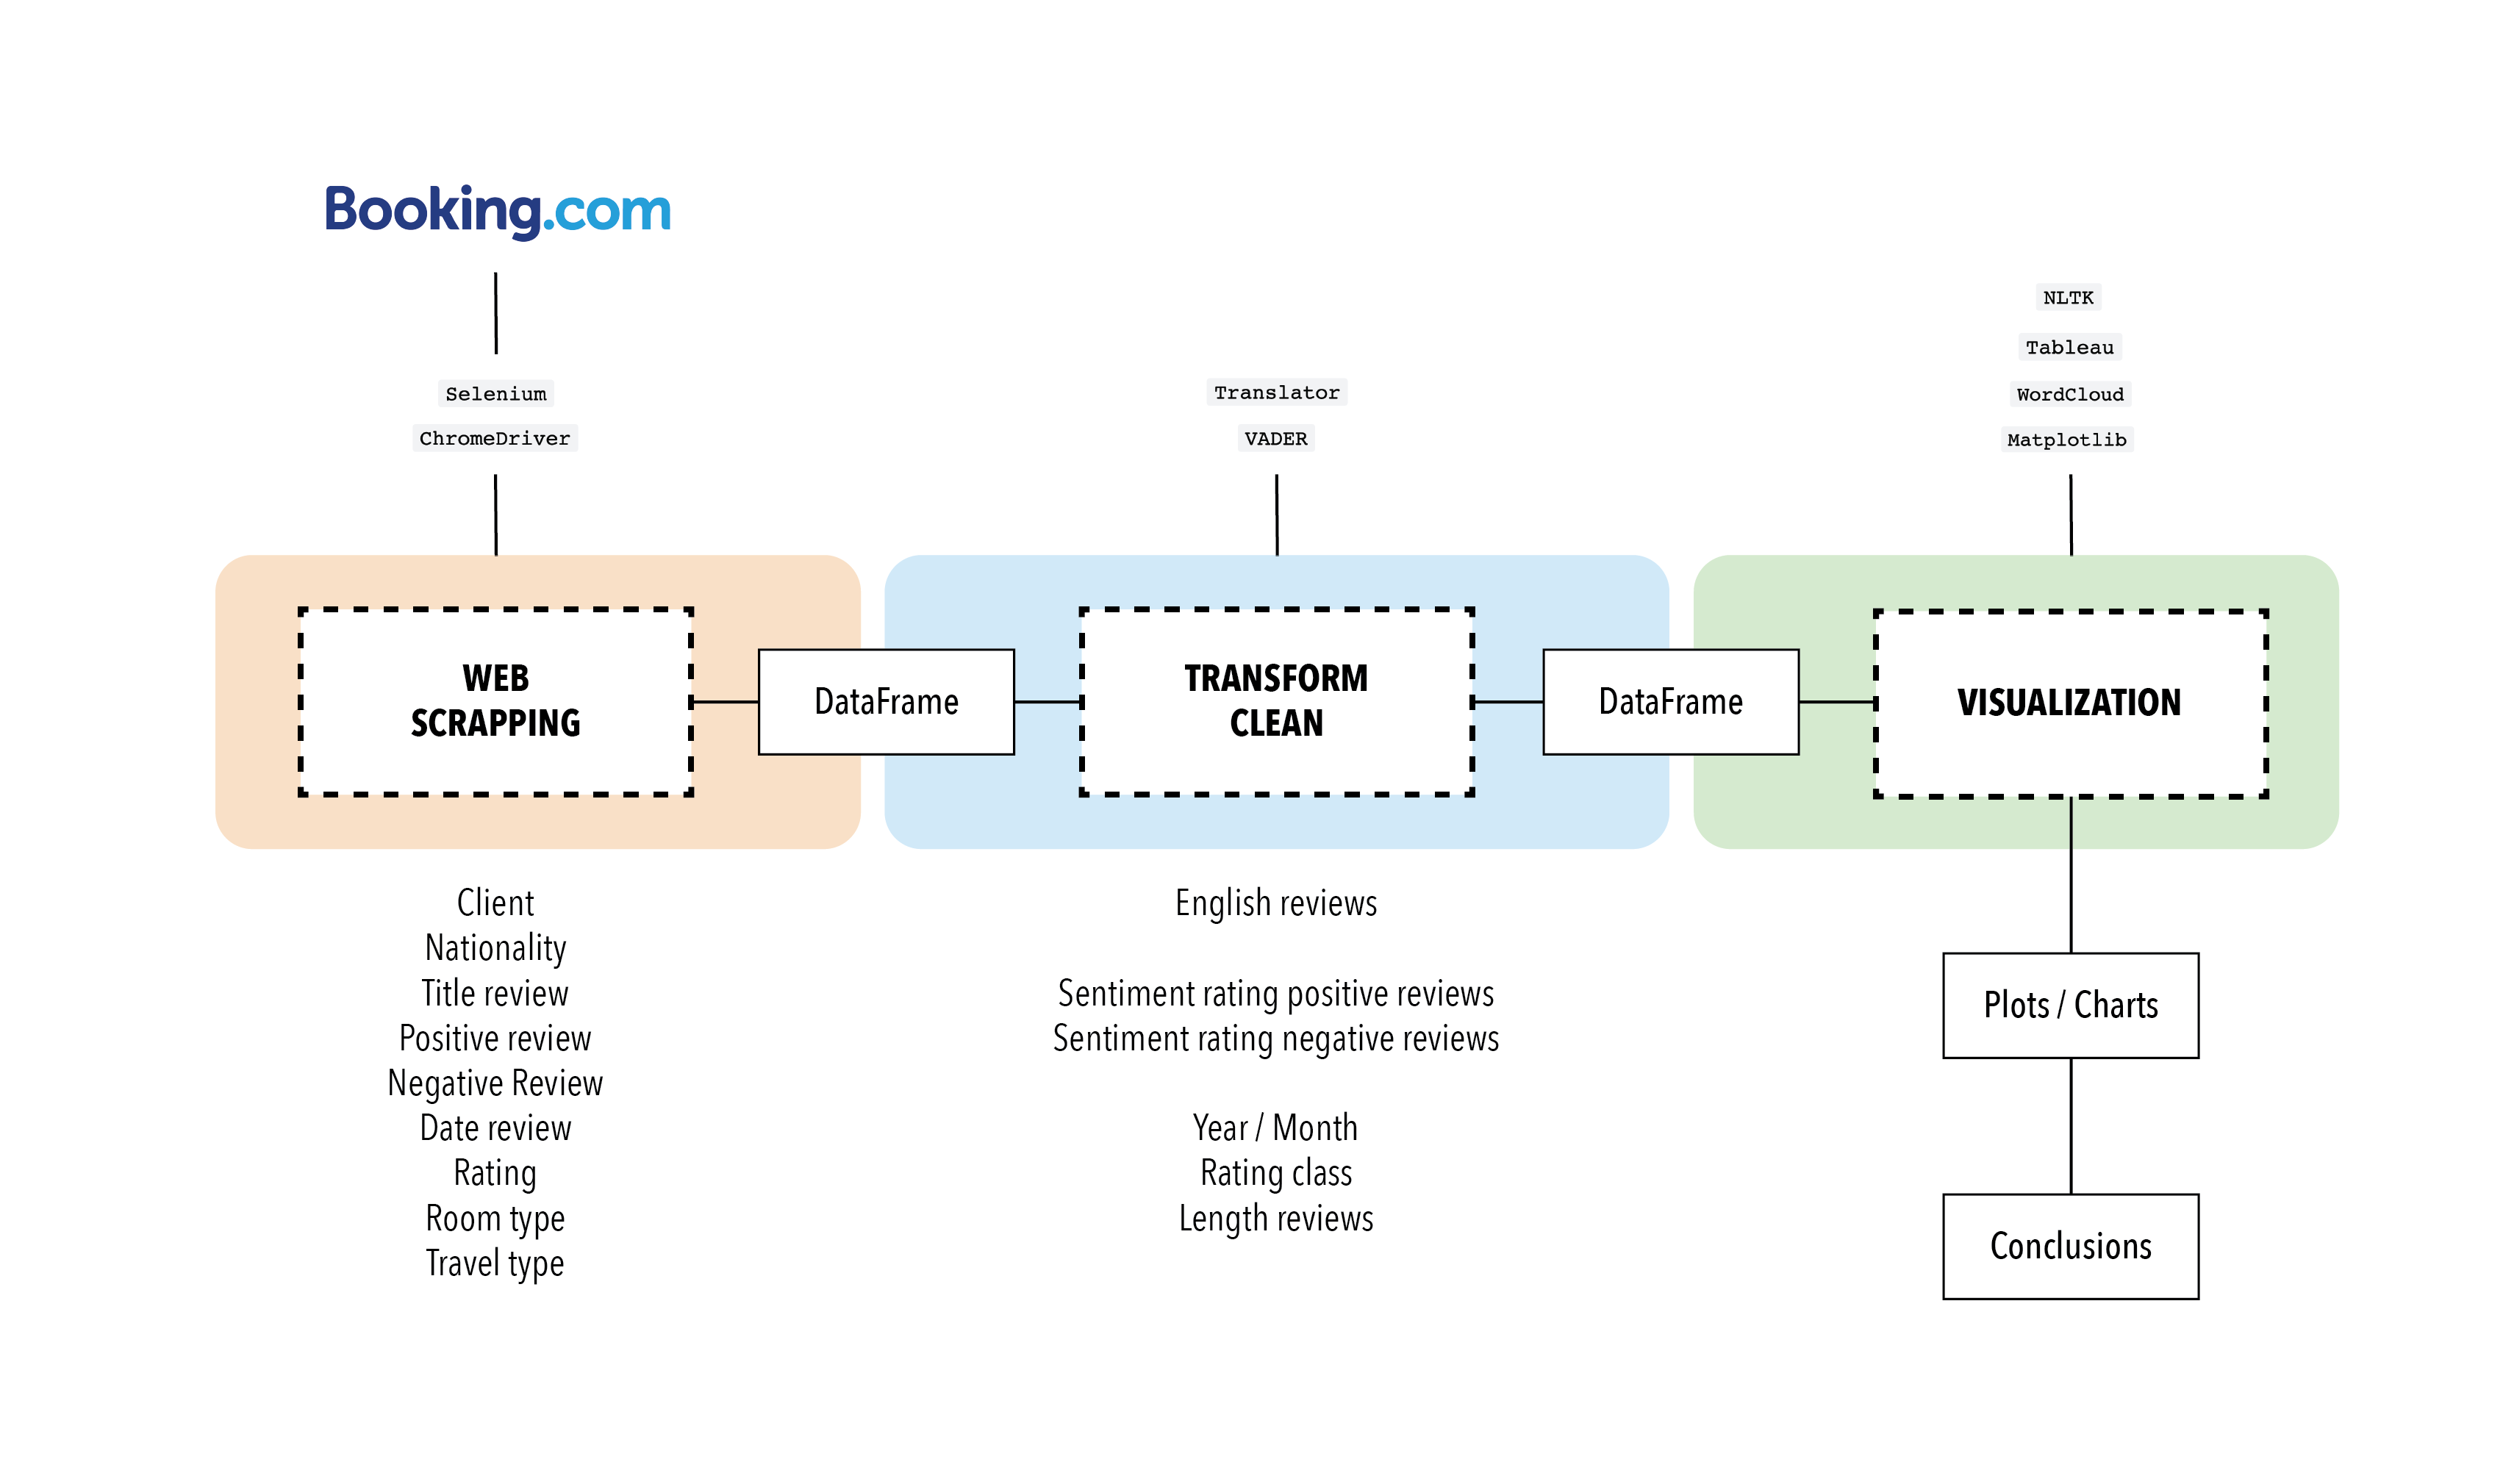 Booking.com
Selenium
ChromeDriver
WEB
SCRAPPING
Client
Nationality
Title review
Positive review
Negative Review
Date review
Rating
Room type
Travel type
DataFrame
Translator
VADER
TRANSFORM
CLEAN
English reviews
Sentiment rating positive reviews
Sentiment rating negative reviews
Year / Month
Rating class
Length reviews
DataFrame
NLTK
Tableau
WordCloud
Matplotlib
VISUALIZATION
Plots / Charts
Conclusions